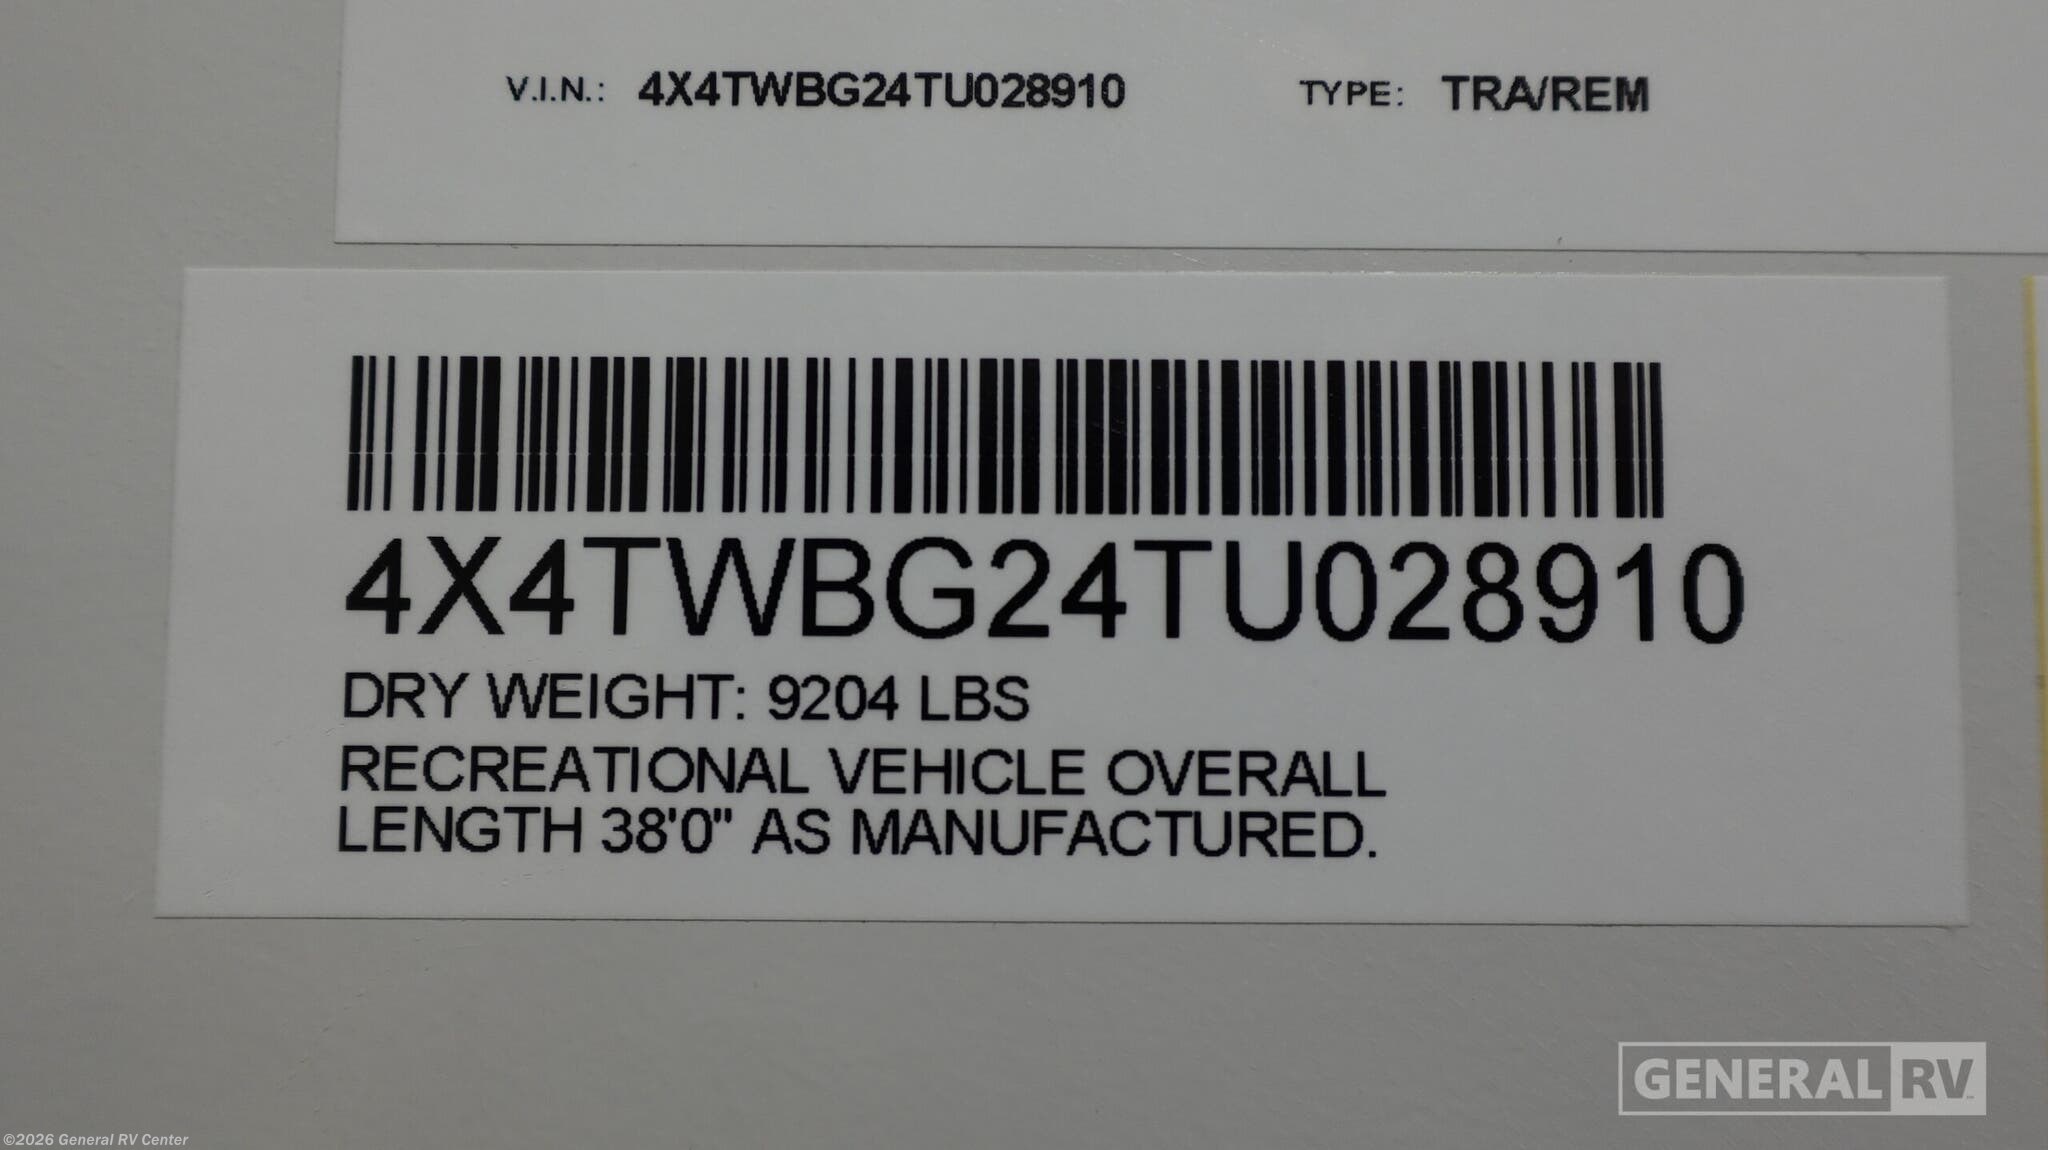 V.I.N.: 4X4TWBG24TU028910 TYPE: TRA/REM
4X4TWBG24TU028910
DRY WEIGHT: 9204 LBS
RECREATIONAL VEHICLE OVERALL
LENGTH 38'0" AS MANUFACTURED.
GENERAL RV
©2026 General RV Center